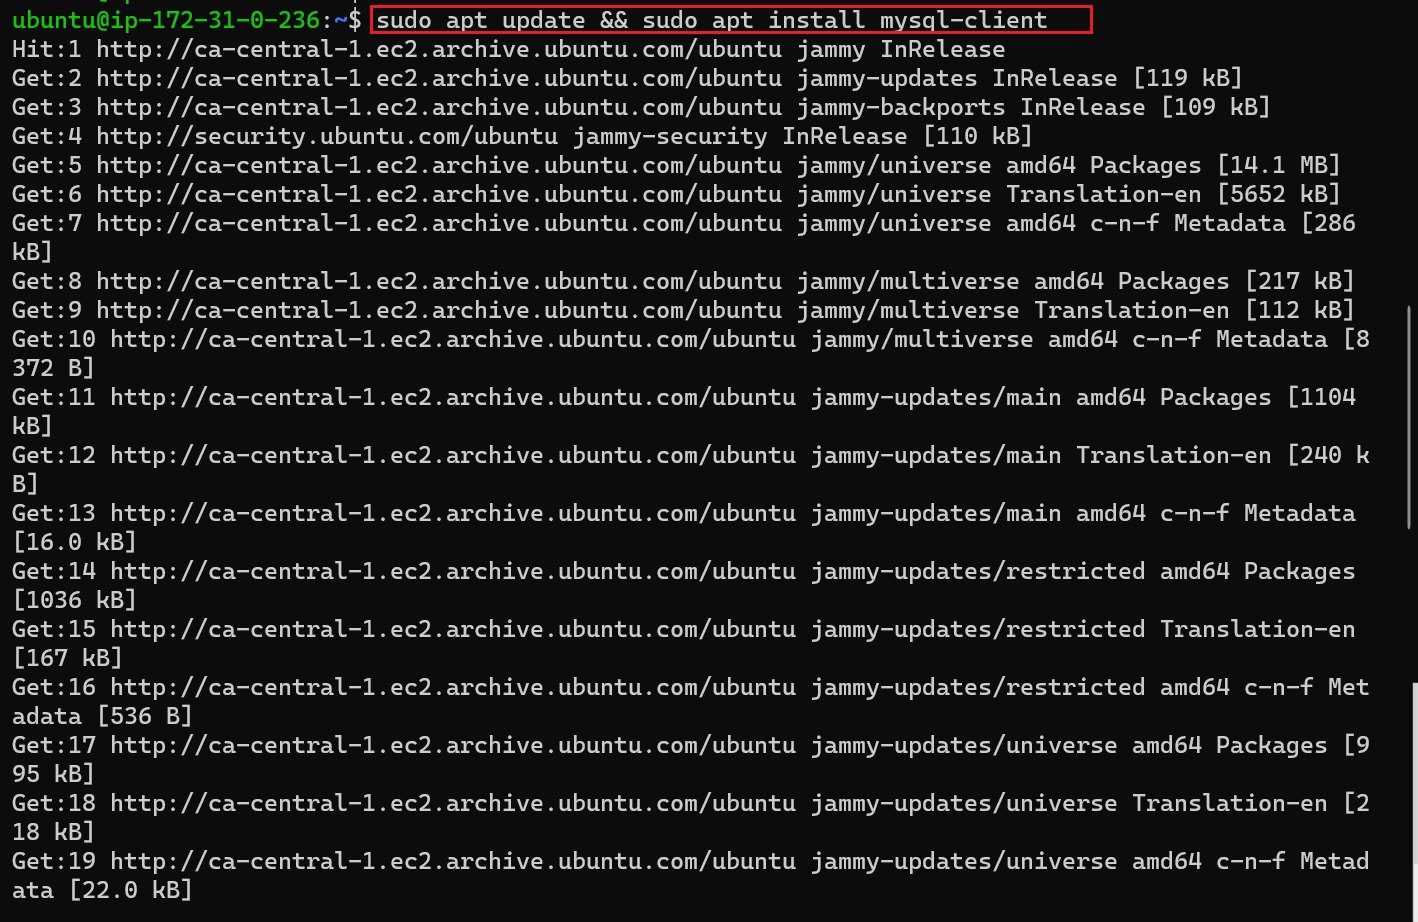 ubuntu@ip-172-31-0-236:~$ sudo apt update && sudo apt install mysql-client
Hit:1 http://ca-central-1.ec2.archive.ubuntu.com/ubuntu jammy InRelease
Get:2 http://ca-central-1.ec2.archive.ubuntu.com/ubuntu jammy-updates InRelease [119 kB]
Get:3 http://ca-central-1.ec2.archive.ubuntu.com/ubuntu jammy-backports InRelease [109 kB]
Get:4 http://security.ubuntu.com/ubuntu jammy-security InRelease [110 kB]
Get:5 http://ca-central-1.ec2.archive.ubuntu.com/ubuntu jammy/universe amd64 Packages [14.1 MB]
Get:6 http://ca-central-1.ec2.archive.ubuntu.com/ubuntu jammy/universe Translation-en [5652 kB]
Get:7 http://ca-central-1.ec2.archive.ubuntu.com/ubuntu jammy/universe amd64 c-n-f Metadata [286
kB]
Get:8 http://ca-central-1.ec2.archive.ubuntu.com/ubuntu jammy/multiverse amd64 Packages [217 kB]
Get:9 http://ca-central-1.ec2.archive.ubuntu.com/ubuntu jammy/multiverse Translation-en [112 kB]
Get:10 http://ca-central-1.ec2.archive.ubuntu.com/ubuntu jammy/multiverse amd64 c-n-f Metadata [8
372 B]
Get:11 http://ca-central-1.ec2.archive.ubuntu.com/ubuntu jammy-updates/main amd64 Packages [1104
kB]
Get:12 http://ca-central-1.ec2.archive.ubuntu.com/ubuntu jammy-updates/main Translation-en [240 k
B]
Get:13 http://ca-central-1.ec2.archive.ubuntu.com/ubuntu jammy-updates/main amd64 c-n-f Metadata
[16.0 kB]
Get:14 http://ca-central-1.ec2.archive.ubuntu.com/ubuntu jammy-updates/restricted amd64 Packages
[1036 kB]
Get:15 http://ca-central-1.ec2.archive.ubuntu.com/ubuntu jammy-updates/restricted Translation-en
[167 kB]
Get:16 http://ca-central-1.ec2.archive.ubuntu.com/ubuntu jammy-updates/restricted amd64 c-n-f Met
adata [536 B]
Get:17 http://ca-central-1.ec2.archive.ubuntu.com/ubuntu jammy-updates/universe amd64 Packages [9
95 kB]
Get:18 http://ca-central-1.ec2.archive.ubuntu.com/ubuntu jammy-updates/universe Translation-en [2
18 kB]
Get:19 http://ca-central-1.ec2.archive.ubuntu.com/ubuntu jammy-updates/universe amd64 c-n-f Metad
ata [22.0 kB]